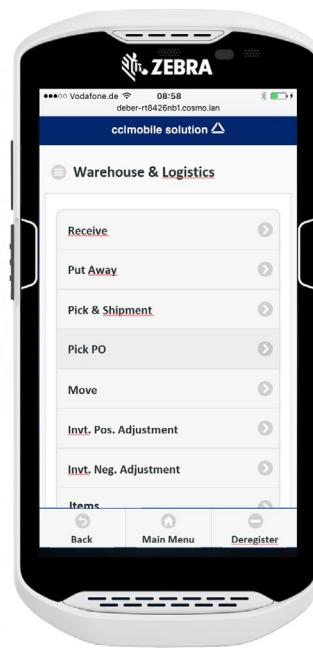 ZEBRA
Vodafone.de 08:58
deber-rt8426nb1.cosmo.lan
cclmobile solution
Warehouse & Logistics
Receive
Put Away
Pick & Shipment
Pick PO
Move
Invt. Pos. Adjustment
Invt. Neg. Adjustment
Items
Back Main Menu Deregister